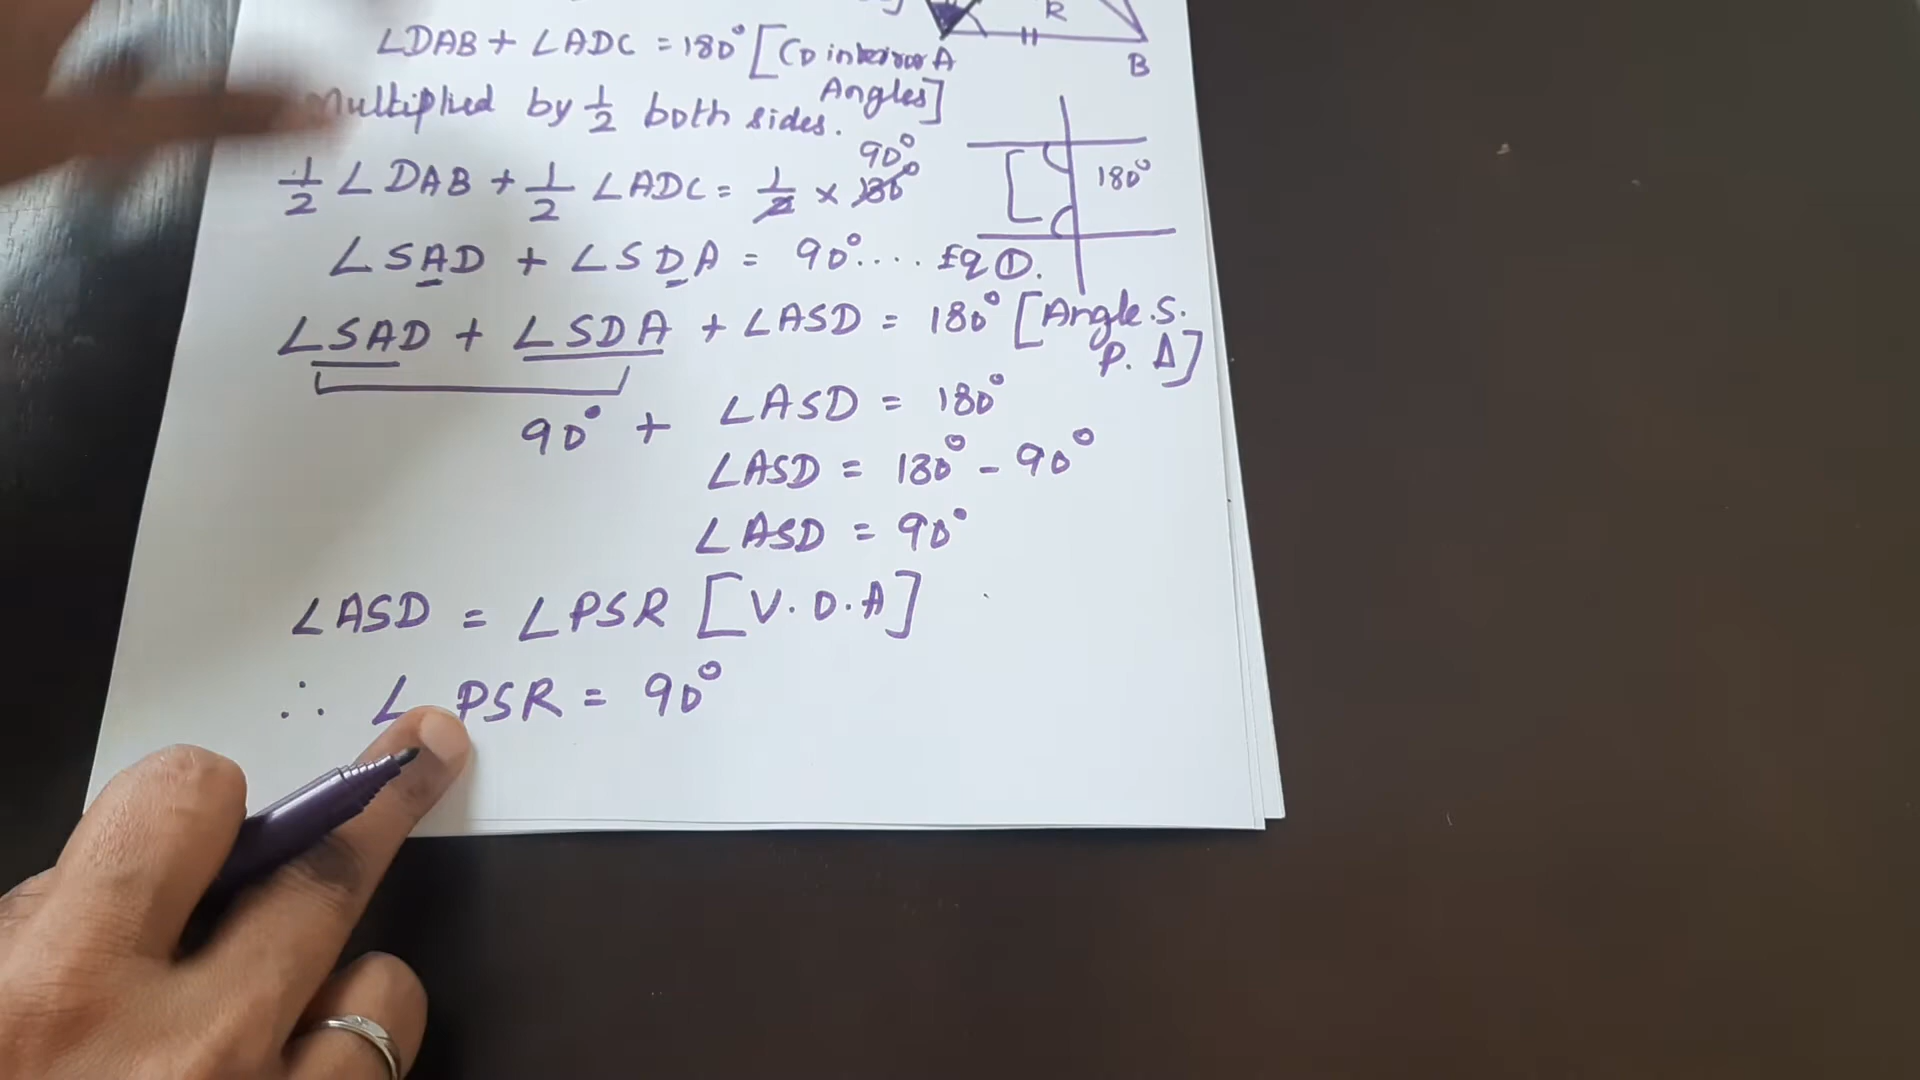 R
B
∠DAB + ∠ADC = 180° [Co interior A
Angles]
Multiplied by 1/2 both sides.
90°
1/2 ∠DAB + 1/2 ∠ADC = 1/2 × 180°
180°
∠SAD + ∠SDA = 90°.... Eq ①.
∠SAD + ∠SDA + ∠ASD = 180° [Angle.S.
P. Δ]
90° + ∠ASD = 180°
∠ASD = 180° - 90°
∠ASD = 90°
∠ASD = ∠PSR [V.O.A]
∴ ∠PSR = 90°